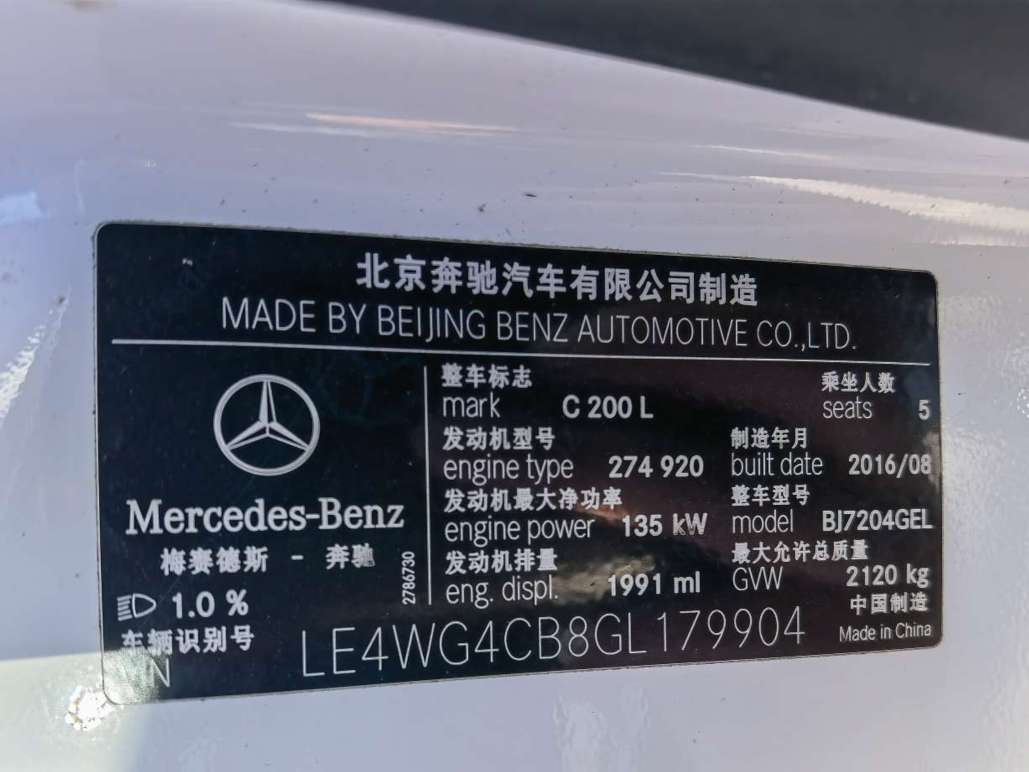 北京奔驰汽车有限公司制造
MADE BY BEIJING BENZ AUTOMOTIVE CO.,LTD.
整车标志
mark C 200 L
乘坐人数
seats 5
发动机型号
engine type 274 920
制造年月
built date 2016/08
发动机最大净功率
engine power 135 kW
整车型号
model BJ7204GEL
发动机排量
eng. displ. 1991 ml
最大允许总质量
GVW 2120 kg
中国制造
Made in China
Mercedes-Benz
梅赛德斯 - 奔驰
2786730
1.0 %
车辆识别号
LE4WG4CB8GL179904